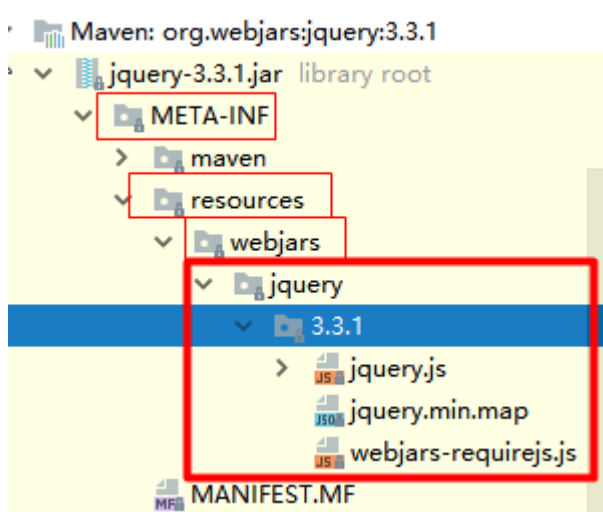 Maven: org.webjars:jquery:3.3.1
jquery-3.3.1.jar library root
META-INF
maven
resources
webjars
jquery
3.3.1
jquery.js
jquery.min.map
webjars-requirejs.js
MANIFEST.MF